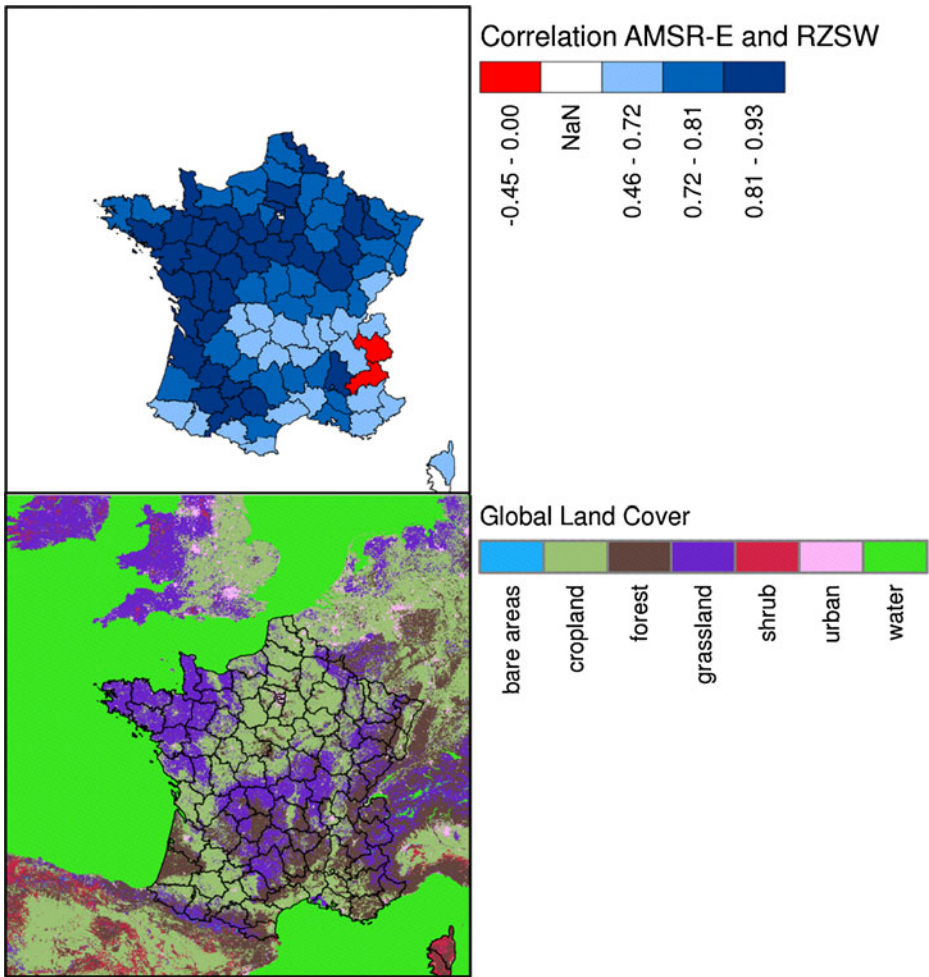 Correlation AMSR-E and RZSW
-0.45 - 0.00
NaN
0.46 - 0.72
0.72 - 0.81
0.81 - 0.93
Global Land Cover
bare areas
cropland
forest
grassland
shrub
urban
water